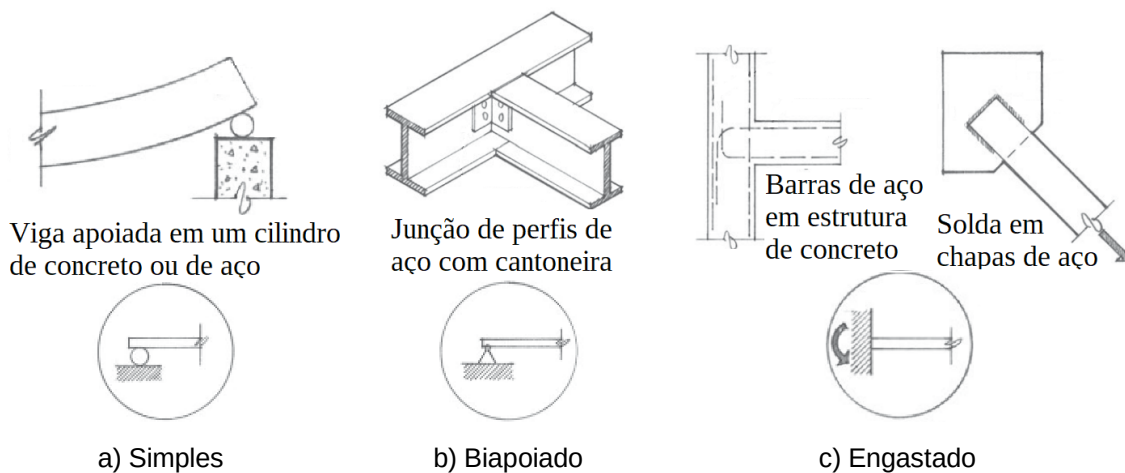 Viga apoiada em um cilindro
de concreto ou de aço
Junção de perfis de
aço com cantoneira
Barras de aço
em estrutura
de concreto
Solda em
chapas de aço
a) Simples
b) Biapoiado
c) Engastado